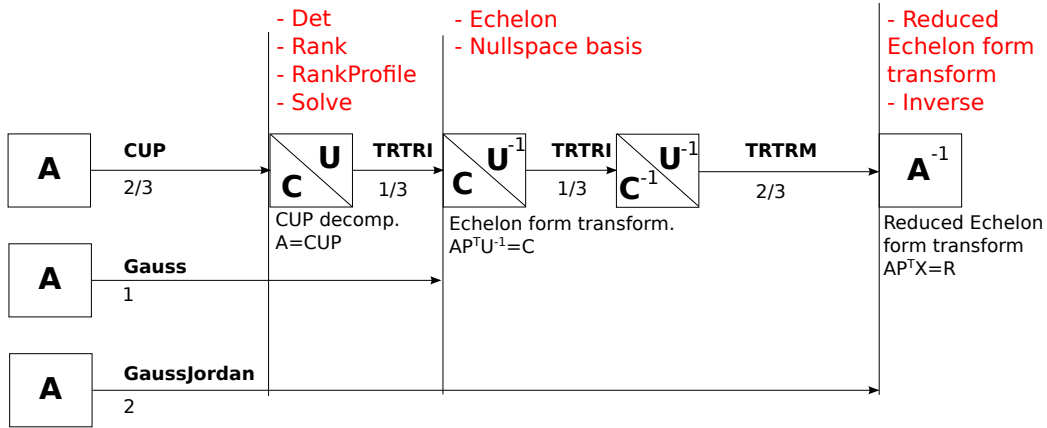 - Det
- Rank
- RankProfile
- Solve
- Echelon
- Nullspace basis
- Reduced
Echelon form
transform
- Inverse
A
CUP
2/3
U
C
TRTRI
1/3
U⁻¹
C
TRTRI
1/3
U⁻¹
C⁻¹
TRTRM
2/3
A⁻¹
CUP decomp.
A=CUP
Echelon form transform.
APᵀU⁻¹=C
Reduced Echelon
form transform
APᵀX=R
A
Gauss
1
A
GaussJordan
2